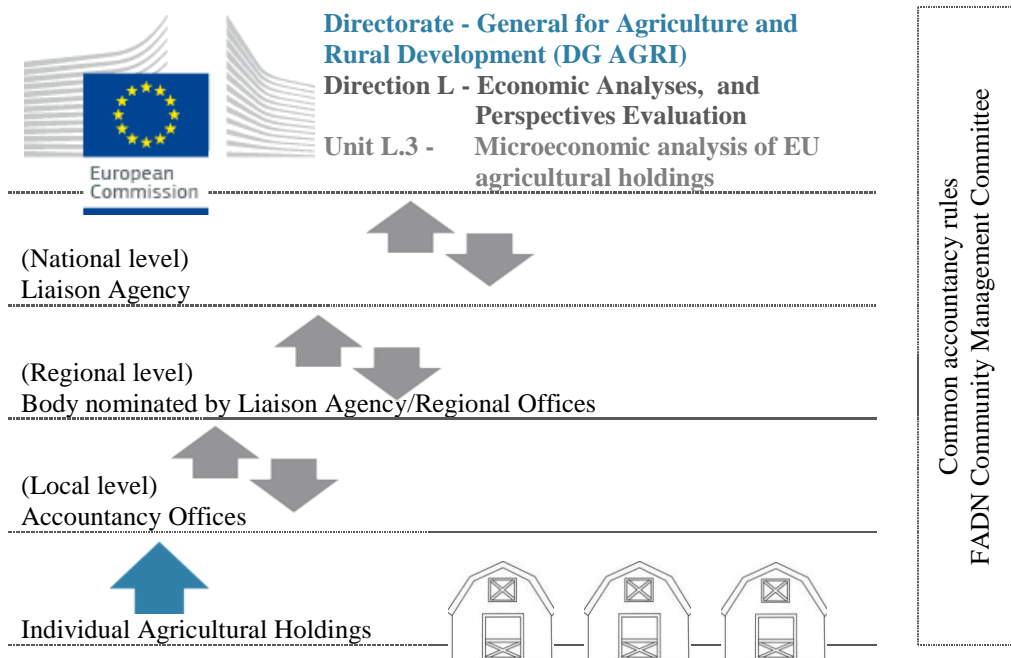 Directorate - General for Agriculture and
Rural Development (DG AGRI)
Direction L - Economic Analyses, and
Perspectives Evaluation
Unit L.3 - Microeconomic analysis of EU
agricultural holdings
European
Commission
(National level)
Liaison Agency
(Regional level)
Body nominated by Liaison Agency/Regional Offices
(Local level)
Accountancy Offices
Individual Agricultural Holdings
Common accountancy rules
FADN Community Management Committee